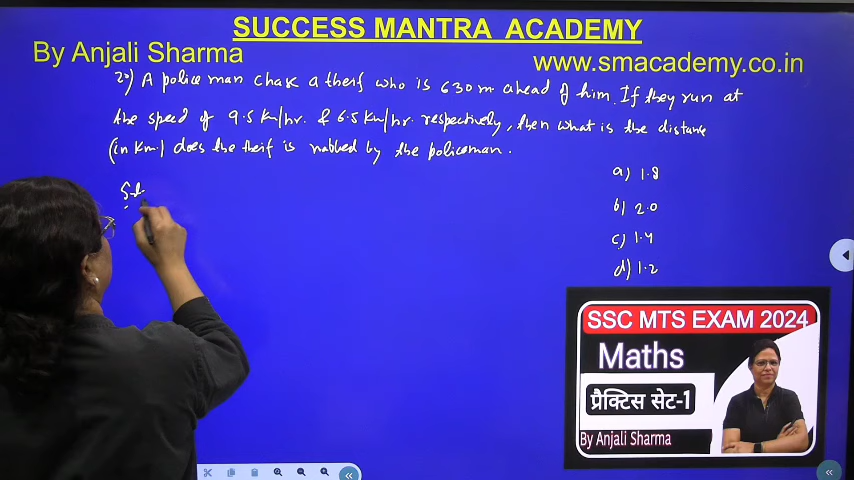 SUCCESS MANTRA ACADEMY
By Anjali Sharma
www.smacademy.co.in
20) A police man chase a theif who is 630 m ahead of him. If they run at
the speed of 9.5 Km/hr. & 6.5 Km/hr. respectively, then what is the distance
(in Km.) does the theif is nabbed by the policeman.
a) 1.8
b) 2.0
c) 1.4
d) 1.2
Sol
SSC MTS EXAM 2024
Maths
प्रैक्टिस सेट-1
By Anjali Sharma